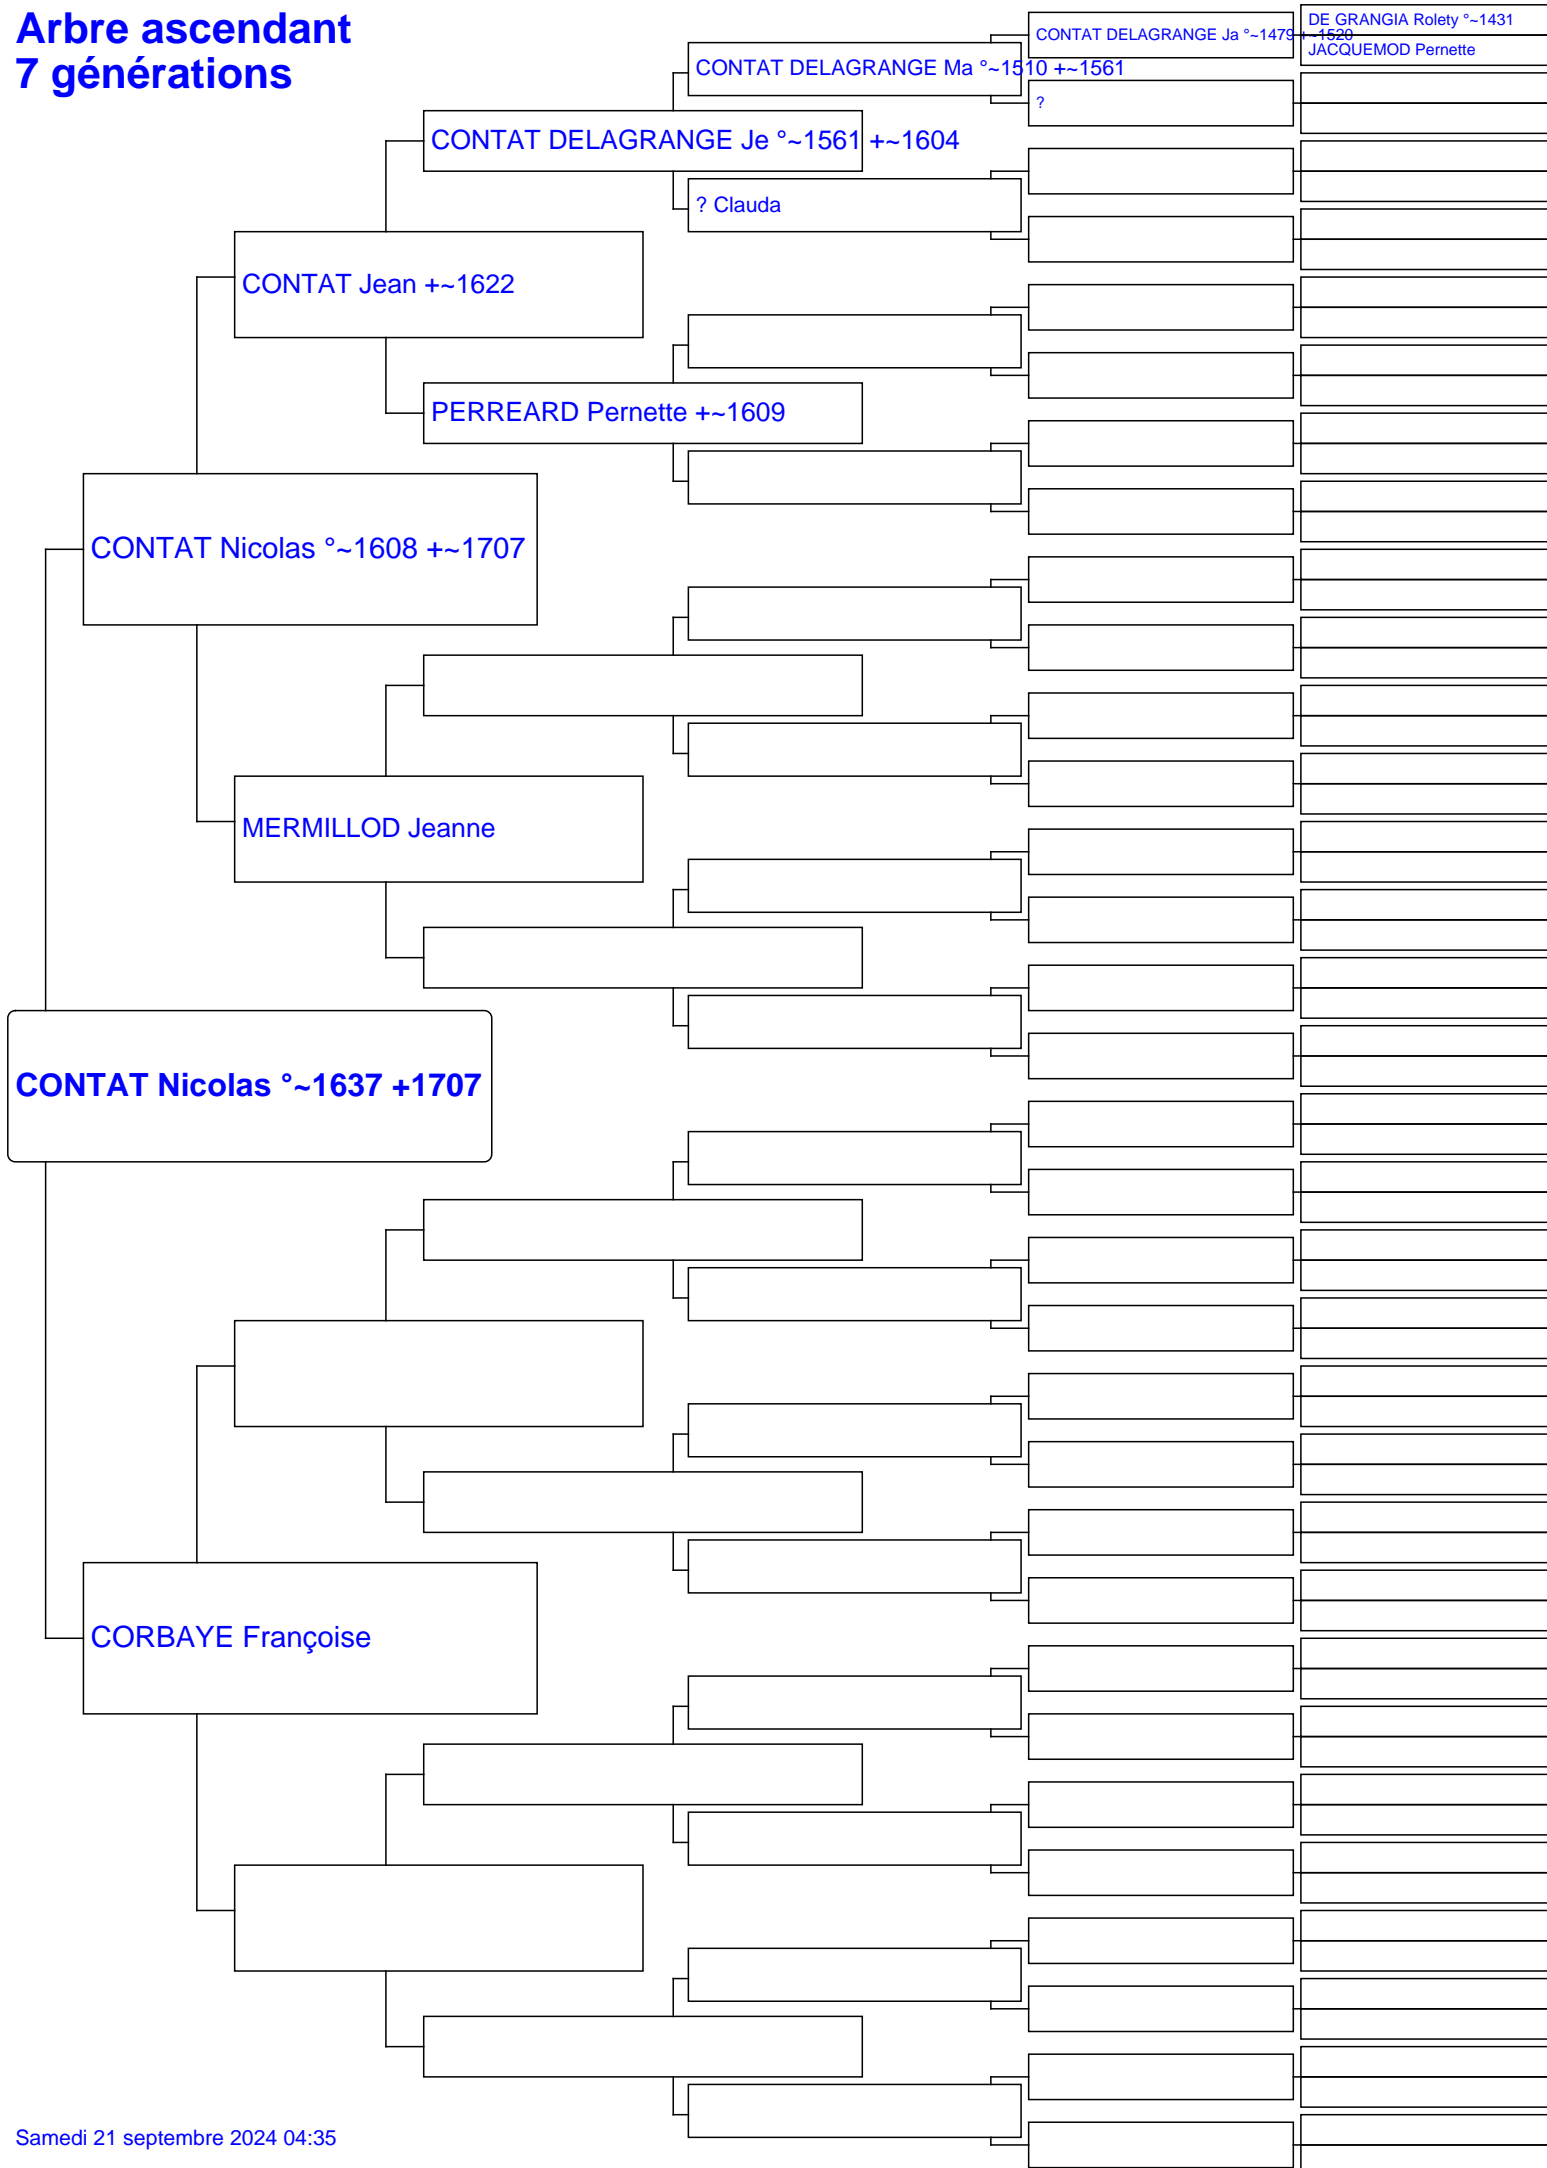 Arbre ascendant
7 générations
DE GRANGIA Rolety °~1431
CONTAT DELAGRANGE Ja °~1479 +~1520
JACQUEMOD Pernette
CONTAT DELAGRANGE Ma °~1510 +~1561
?
CONTAT DELAGRANGE Je °~1561 +~1604
? Clauda
CONTAT Jean +~1622
PERREARD Pernette +~1609
CONTAT Nicolas °~1608 +~1707
MERMILLOD Jeanne
CONTAT Nicolas °~1637 +1707
CORBAYE Françoise
Samedi 21 septembre 2024 04:35